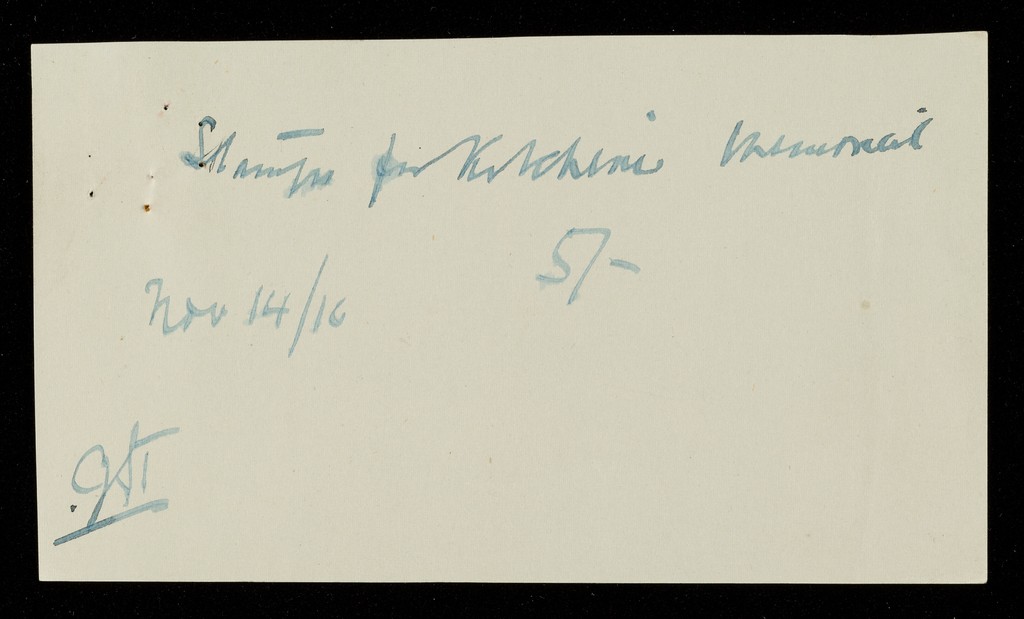 Stamps for Kitchener Memorial
5/-
Nov 14/16